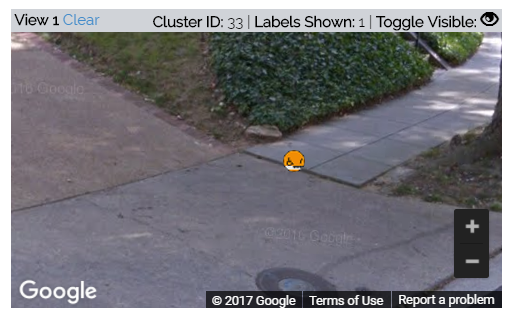 View 1 Clear Cluster ID: 33 | Labels Shown: 1 | Toggle Visible:
2016 Google
© 2016 Google
Google
© 2017 Google Terms of Use Report a problem